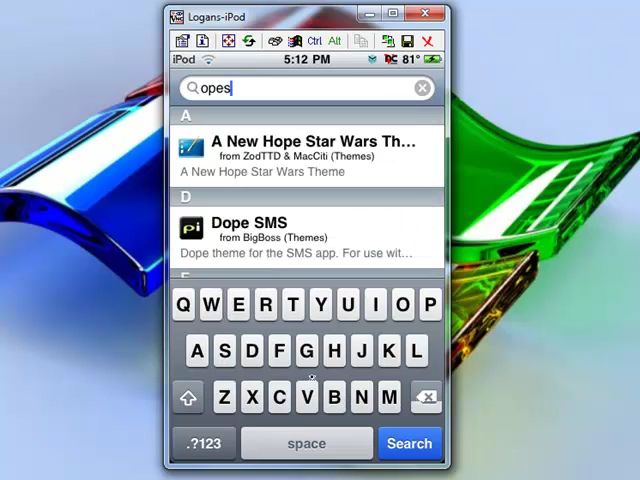 Logans-iPod
Ctrl Alt
iPod 5:12 PM 81°
opes
A
A New Hope Star Wars Th...
from ZodTTD & MacCiti (Themes)
A New Hope Star Wars Theme
D
Dope SMS
from BigBoss (Themes)
Dope theme for the SMS app. For use wit...
Q W E R T Y U I O P
A S D F G H J K L
Z X C V B N M
.?123 space Search